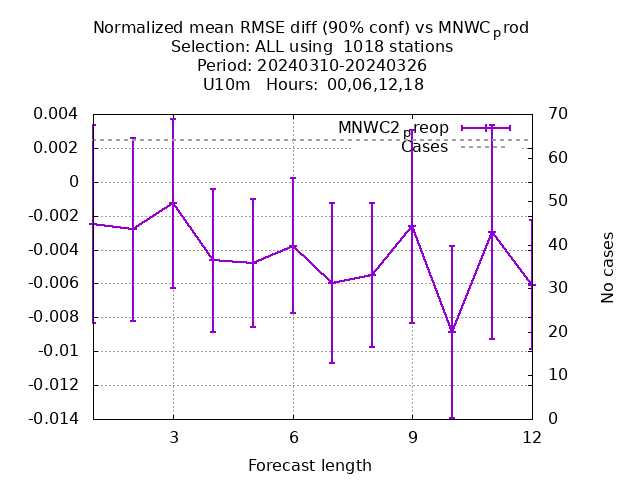 Normalized mean RMSE diff (90% conf) vs MNWCprod
Selection: ALL using 1018 stations
Period: 20240310-20240326
U10m Hours: 00,06,12,18
0.004
0.002
0
-0.002
-0.004
-0.006
-0.008
-0.01
-0.012
-0.014
MNWC2preop
Cases
70
60
50
40
30
20
10
0
No cases
3
6
9
12
Forecast length